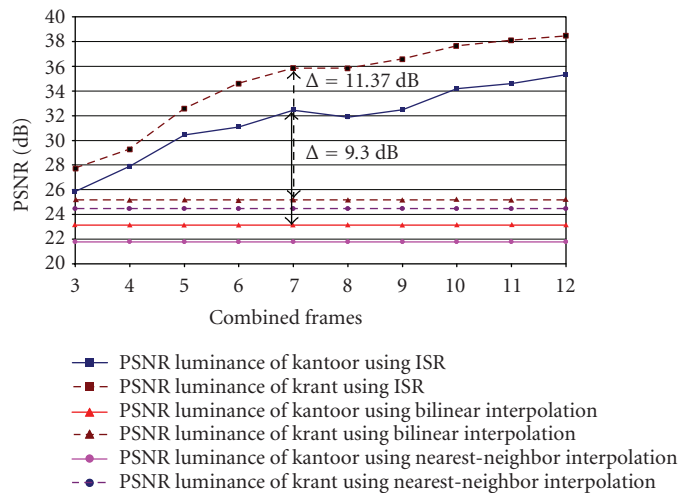 40
38
36
34
32
30
28
26
24
22
20
PSNR (dB)
Δ = 11.37 dB
Δ = 9.3 dB
3 4 5 6 7 8 9 10 11 12
Combined frames
PSNR luminance of kantoor using ISR
PSNR luminance of krant using ISR
PSNR luminance of kantoor using bilinear interpolation
PSNR luminance of krant using bilinear interpolation
PSNR luminance of kantoor using nearest-neighbor interpolation
PSNR luminance of krant using nearest-neighbor interpolation